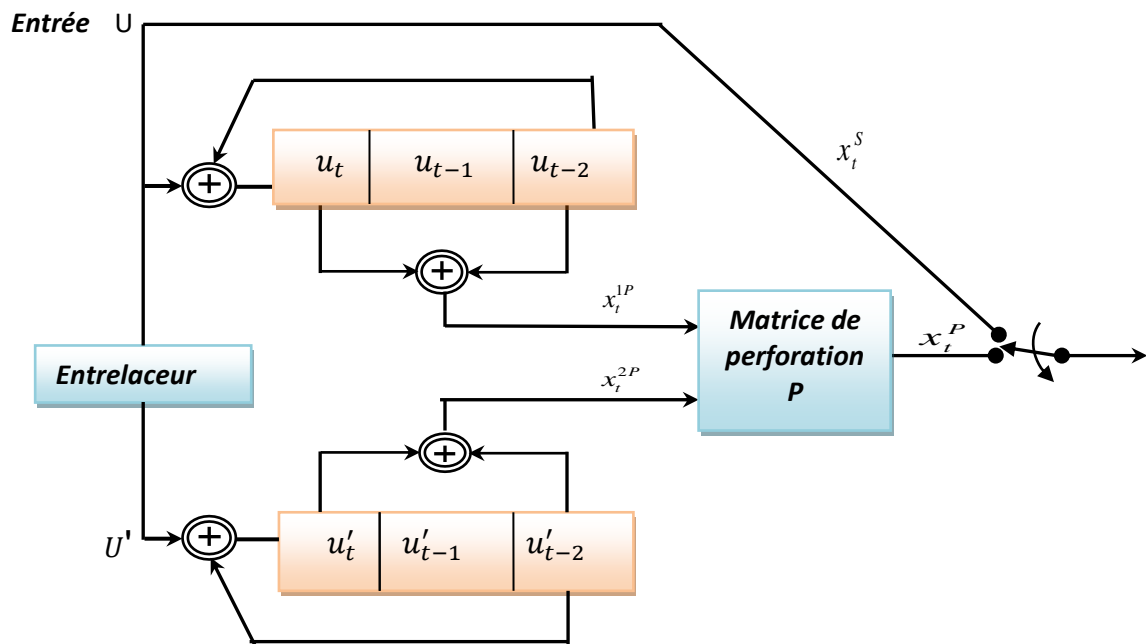 Entrée U
u_t u_{t-1} u_{t-2}
+
+
x_t^S
x_t^{1P}
Matrice de
perforation
P
x_t^P
Entrelaceur
x_t^{2P}
+
U' +
u'_t u'_{t-1} u'_{t-2}